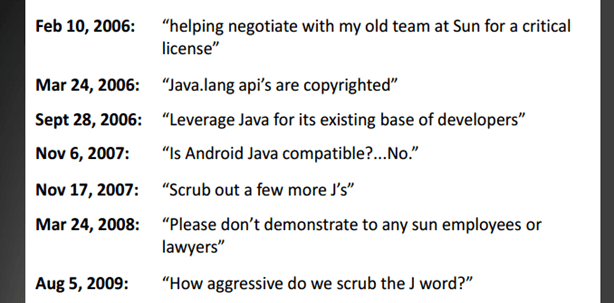 Feb 10, 2006: “helping negotiate with my old team at Sun for a critical
license”
Mar 24, 2006: “Java.lang api’s are copyrighted”
Sept 28, 2006: “Leverage Java for its existing base of developers”
Nov 6, 2007: “Is Android Java compatible?...No.”
Nov 17, 2007: “Scrub out a few more J’s”
Mar 24, 2008: “Please don’t demonstrate to any sun employees or
lawyers”
Aug 5, 2009: “How aggressive do we scrub the J word?”